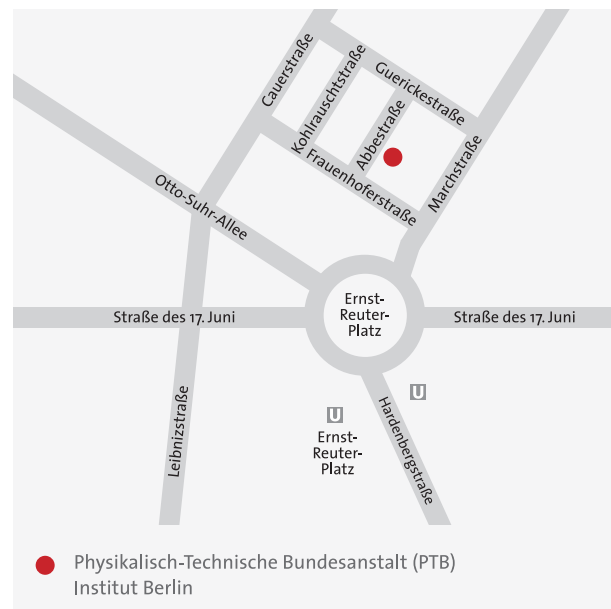 Cauerstraße
Kohlrauschtstraße
Guerickestraße
Abbestraße
Frauenhoferstraße
Marchstraße
Otto-Suhr-Allee
Straße des 17. Juni
Ernst-
Reuter-
Platz
Straße des 17. Juni
Leibnizstraße
U
U
Ernst-
Reuter-
Platz
Hardenbergstraße
Physikalisch-Technische Bundesanstalt (PTB)
Institut Berlin